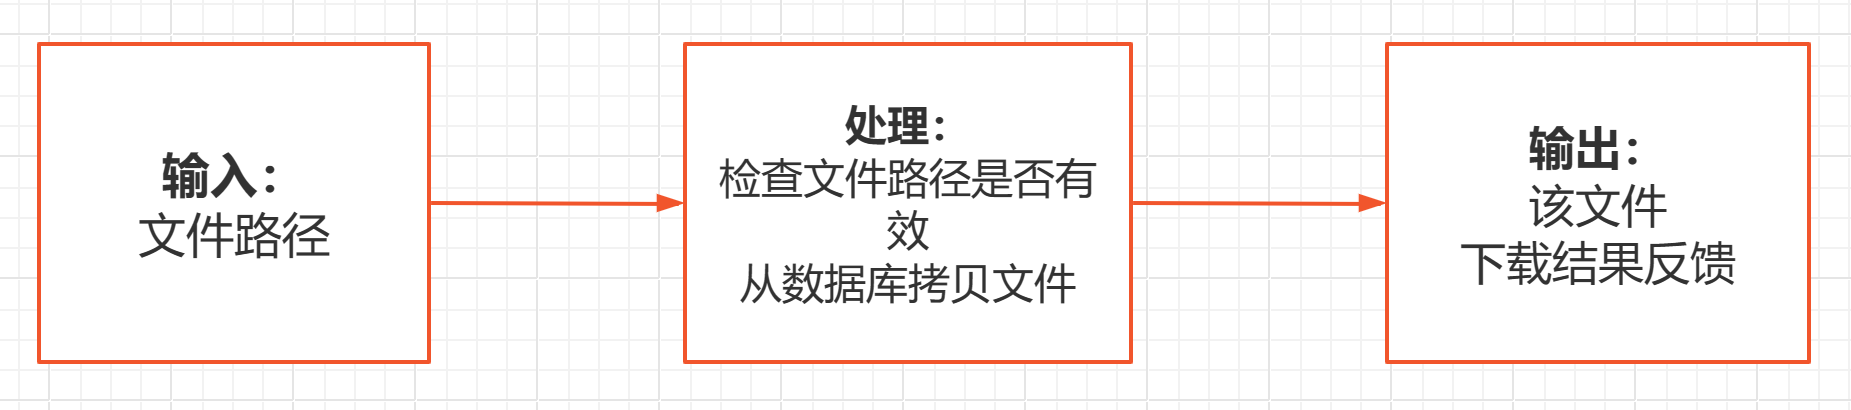 输入：
文件路径
处理：
检查文件路径是否有
效
从数据库拷贝文件
输出：
该文件
下载结果反馈